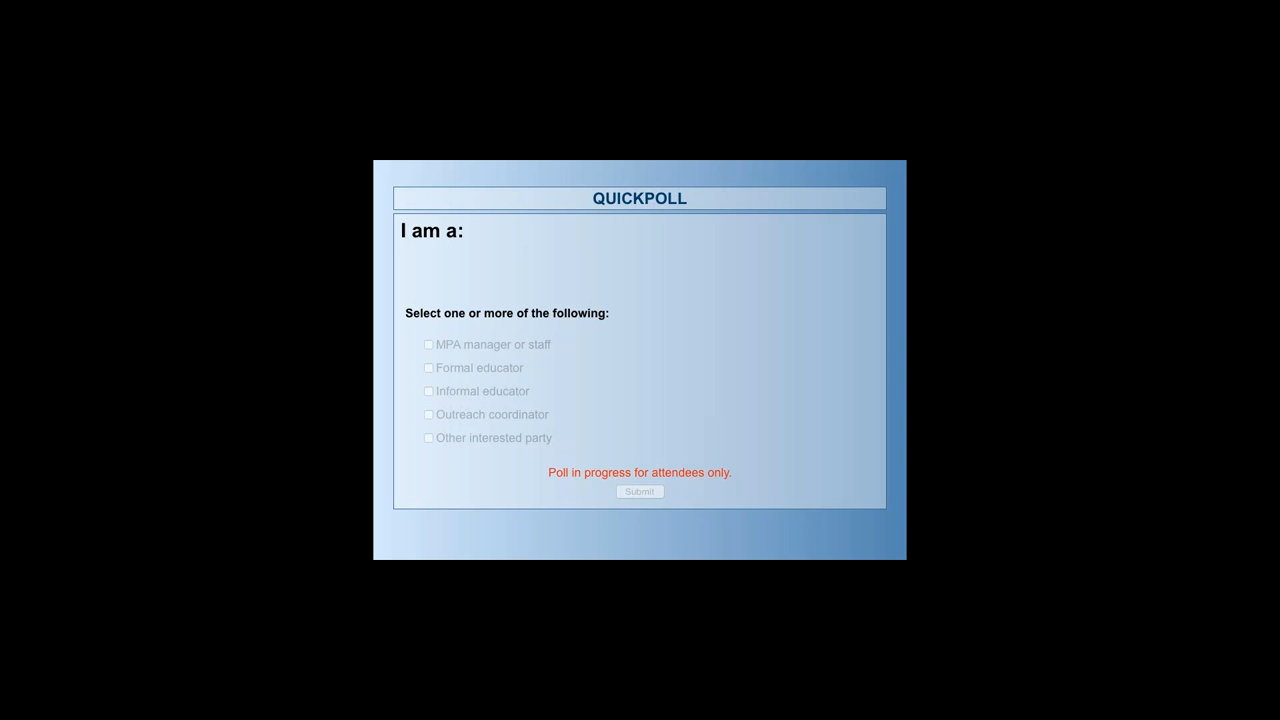 QUICKPOLL
I am a:
Select one or more of the following:
MPA manager or staff
Formal educator
Informal educator
Outreach coordinator
Other interested party
Poll in progress for attendees only.
Submit